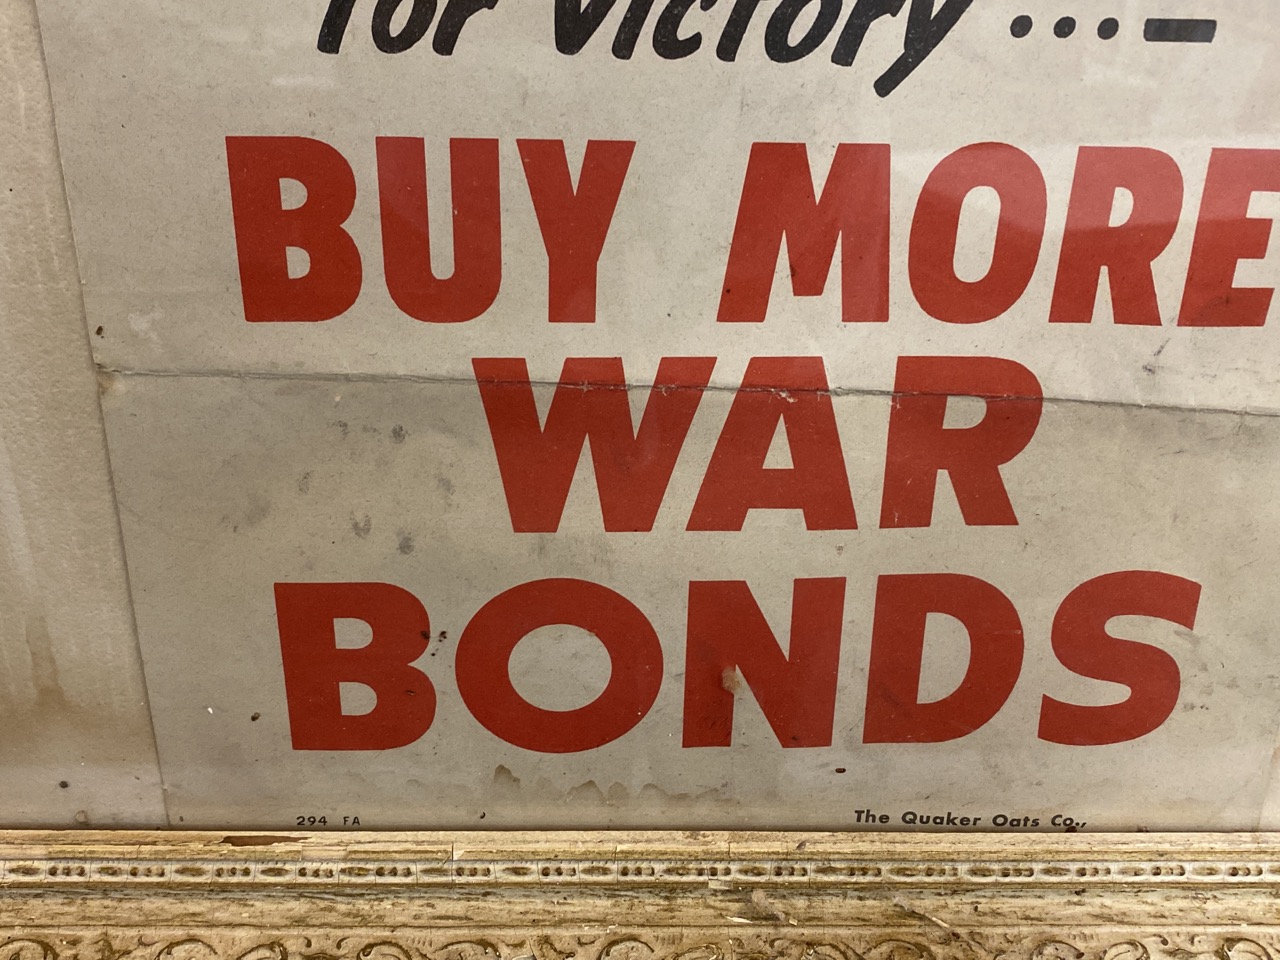 for Victory...—
BUY MORE
WAR
BONDS
294 FA
The Quaker Oats Co.,